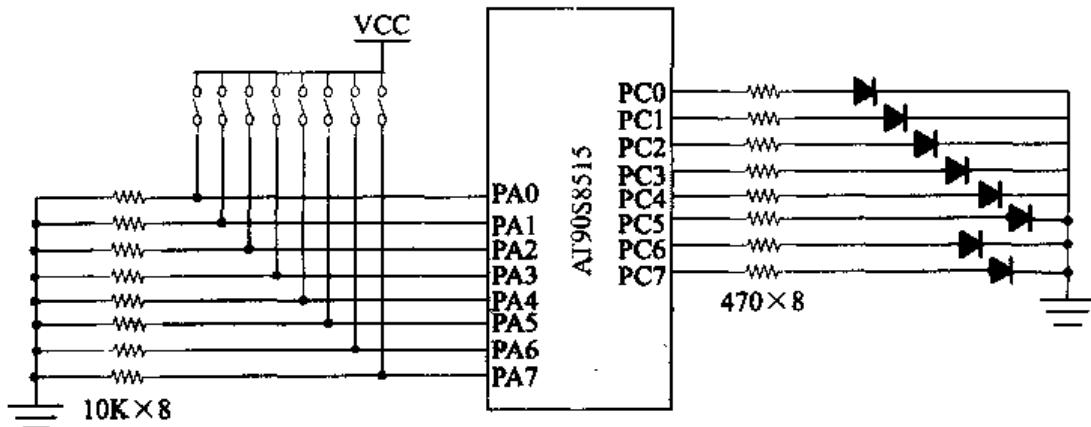 VCC
PA0
PA1
PA2
PA3
PA4
PA5
PA6
PA7
10K×8
AT90S8515
PC0
PC1
PC2
PC3
PC4
PC5
PC6
PC7
470×8